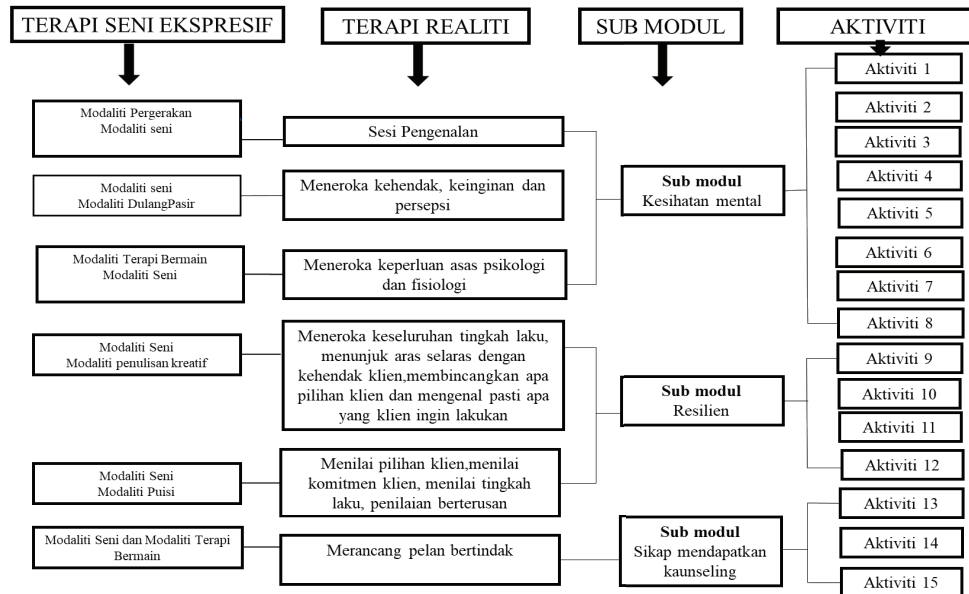 TERAPI SENI EKSPRESIF
TERAPI REALITI
SUB MODUL
AKTIVITI
Modaliti Pergerakan
Modaliti seni
Modaliti seni
Modaliti DulangPasir
Modaliti Terapi Bermain
Modaliti Seni
Modaliti Seni
Modaliti penulisan kreatif
Modaliti Seni
Modaliti Puisi
Modaliti Seni dan Modaliti Terapi
Bermain
Sesi Pengenalan
Meneroka kehendak, keinginan dan
persepsi
Meneroka keperluan asas psikologi
dan fisiologi
Meneroka keseluruhan tingkah laku,
menunjuk aras selaras dengan
kehendak klien,membincangkan apa
pilihan klien dan mengenal pasti apa
yang klien ingin lakukan
Menilai pilihan klien,menilai
komitmen klien, menilai tingkah
laku, penilaian berterusan
Merancang pelan bertindak
Sub modul
Kesihatan mental
Sub modul
Resilien
Sub modul
Sikap mendapatkan
kaunseling
Aktiviti 1
Aktiviti 2
Aktiviti 3
Aktiviti 4
Aktiviti 5
Aktiviti 6
Aktiviti 7
Aktiviti 8
Aktiviti 9
Aktiviti 10
Aktiviti 11
Aktiviti 12
Aktiviti 13
Aktiviti 14
Aktiviti 15